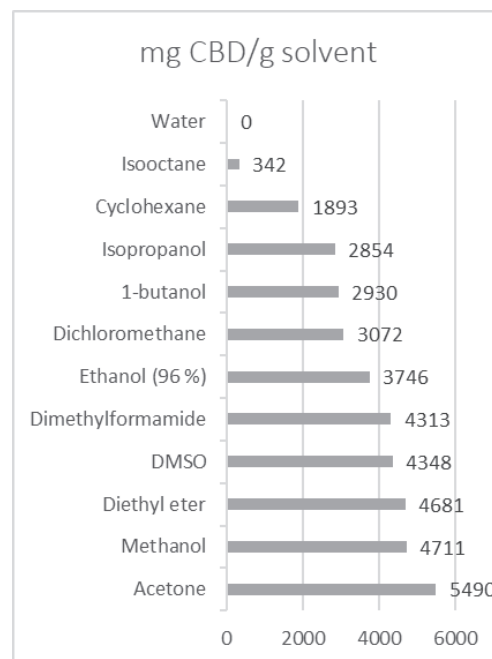 mg CBD/g solvent
Water 0
Isooctane 342
Cyclohexane 1893
Isopropanol 2854
1-butanol 2930
Dichloromethane 3072
Ethanol (96 %) 3746
Dimethylformamide 4313
DMSO 4348
Diethyl eter 4681
Methanol 4711
Acetone 5490
0 2000 4000 6000